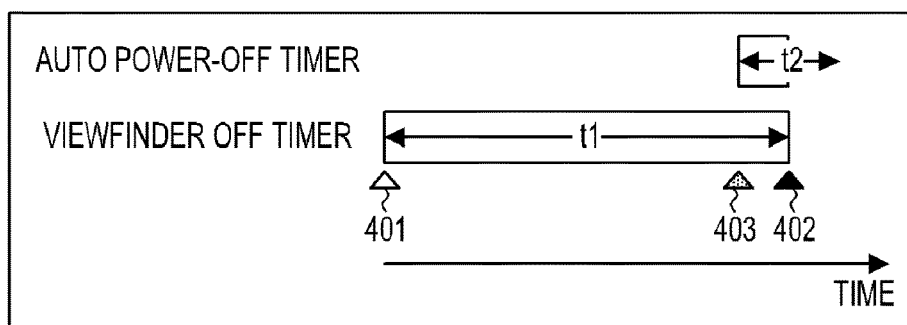 AUTO POWER-OFF TIMER
t2
VIEWFINDER OFF TIMER
t1
401
403
402
TIME